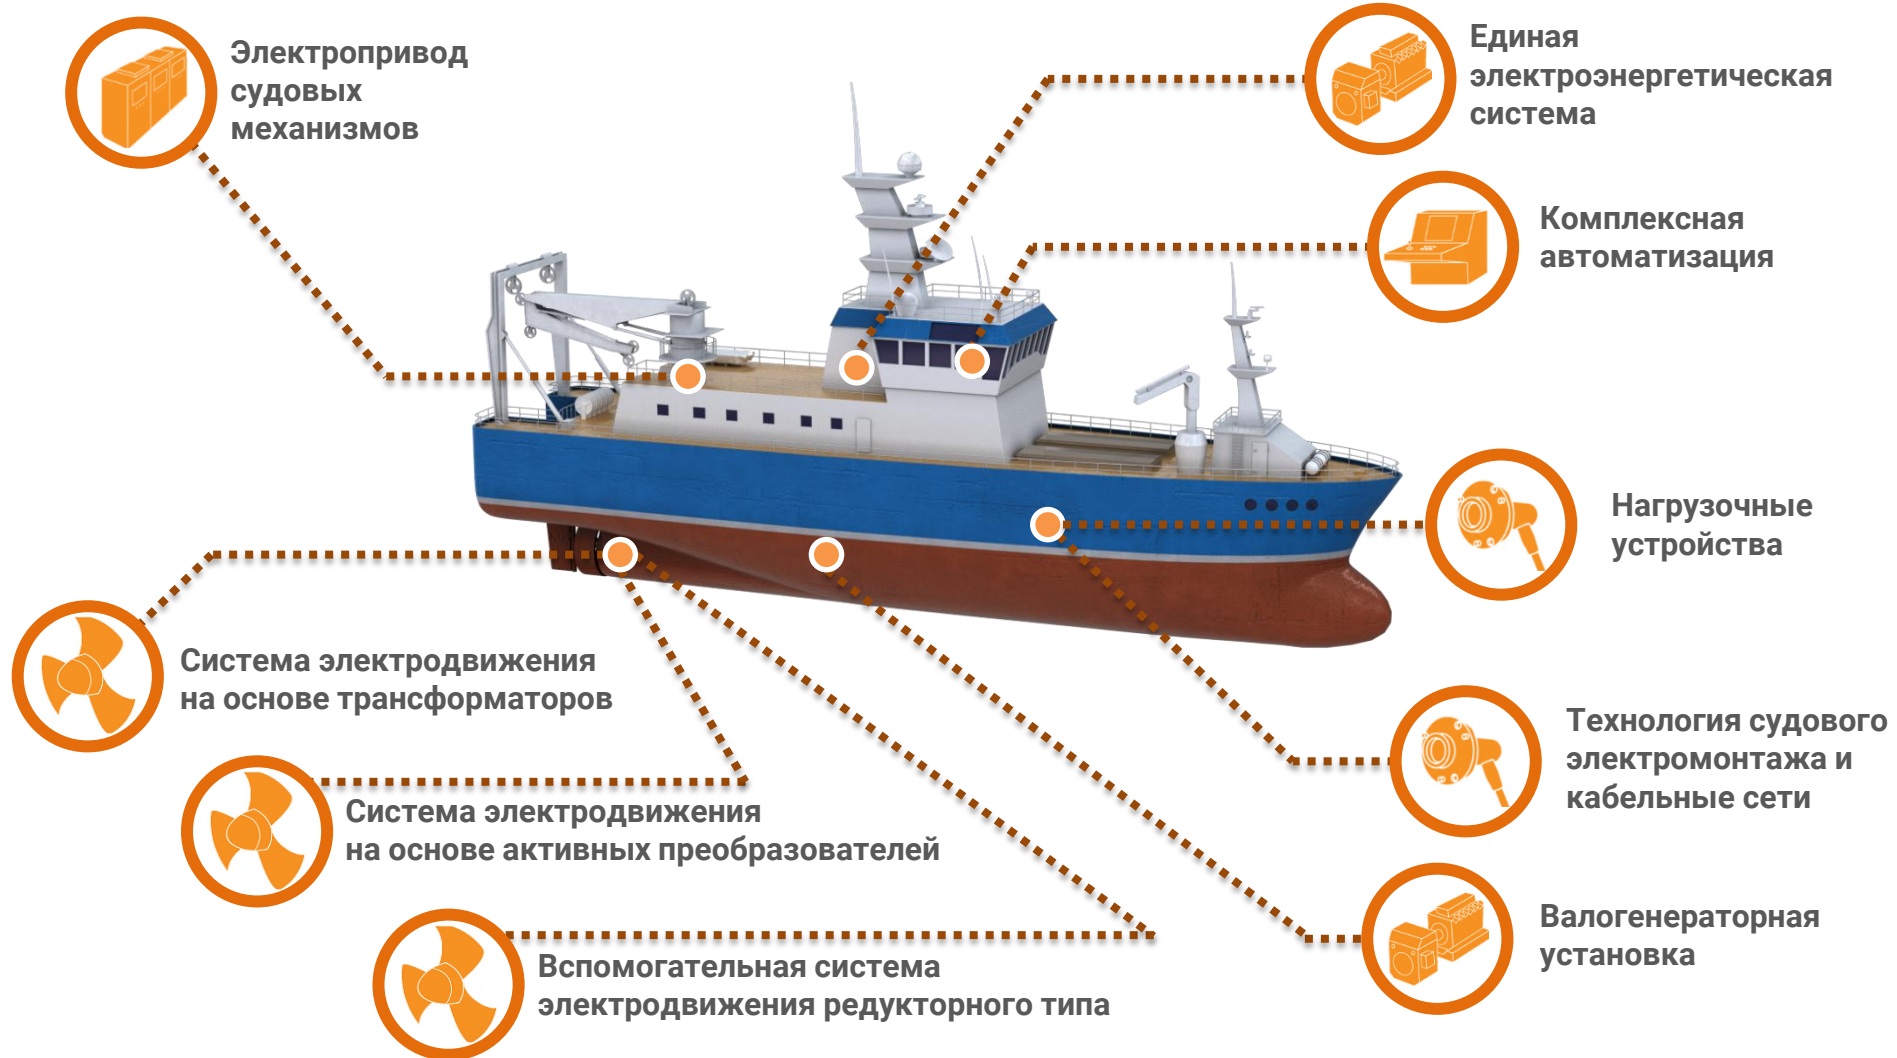 Электропривод
судовых
механизмов
Единая
электроэнергетическая
система
Комплексная
автоматизация
Нагрузочные
устройства
Система электродвижения
на основе трансформаторов
Технология судового
электромонтажа и
кабельные сети
Система электродвижения
на основе активных преобразователей
Валогенераторная
установка
Вспомогательная система
электродвижения редукторного типа